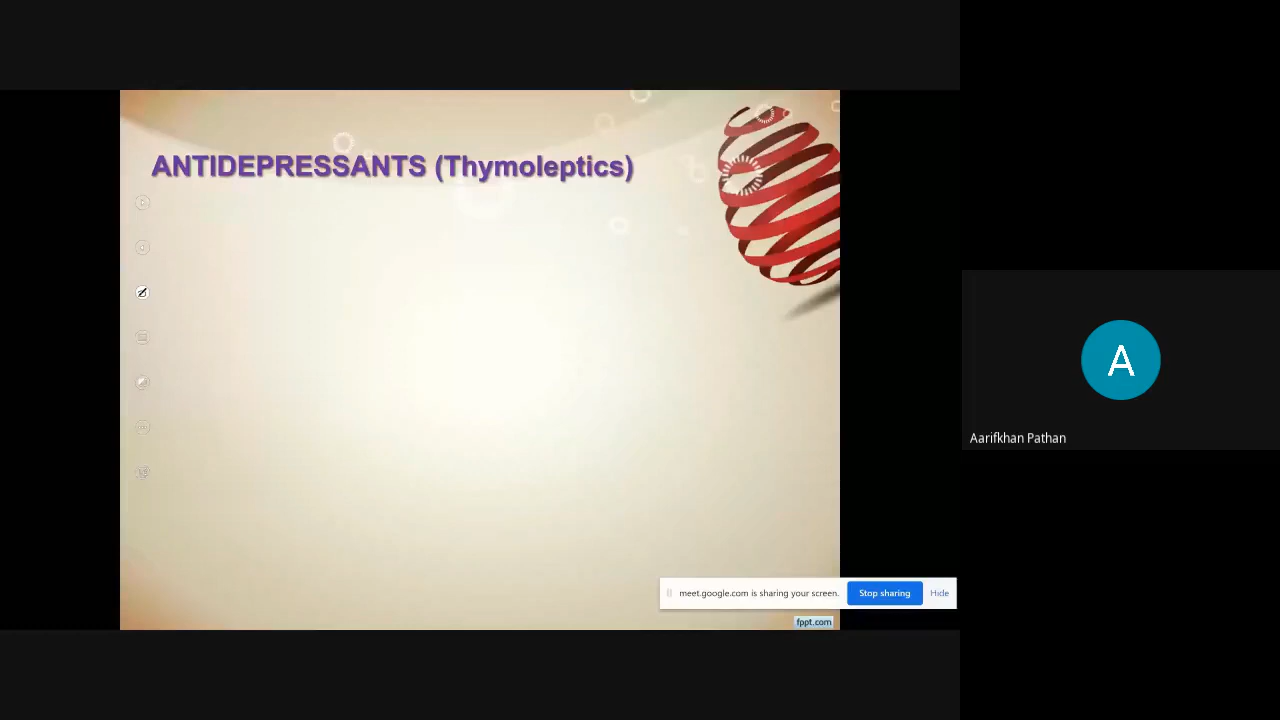 ANTIDEPRESSANTS (Thymoleptics)
A
Aarifkhan Pathan
meet.google.com is sharing your screen.
Stop sharing
Hide
fppt.com